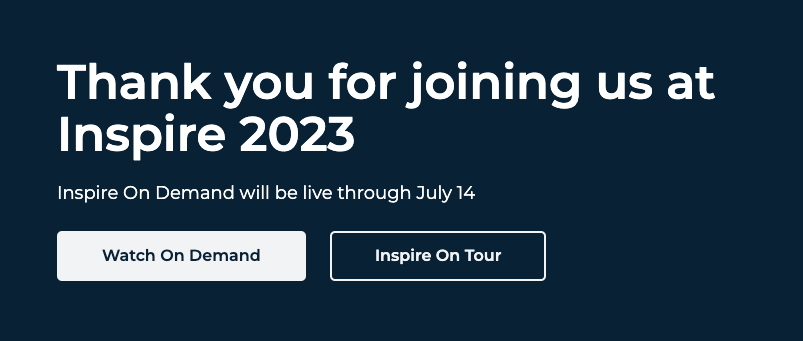 Thank you for joining us at
Inspire 2023
Inspire On Demand will be live through July 14
Watch On Demand
Inspire On Tour